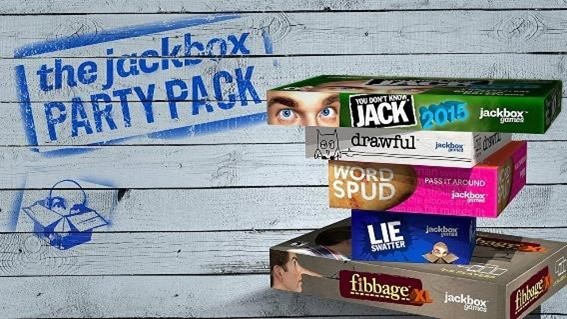 the jackbox
PARTY PACK
YOU DON'T KNOW
JACK 2015 jackbox
games
drawful jackbox
games
WORD
SPUD PASS IT AROUND
jackbox
games
LIE
SWATTER jackbox
games
fibbage XL jackbox
games
fibbage XL